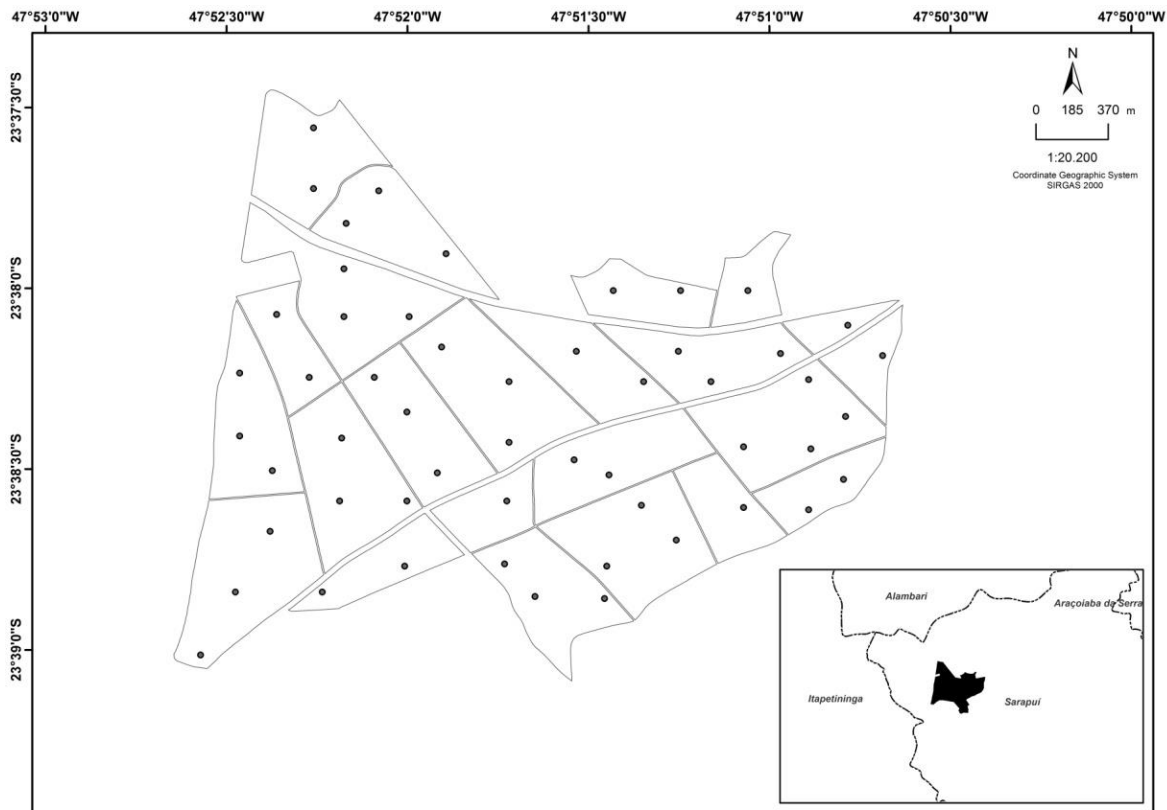 47°53'0"W 47°52'30"W 47°52'0"W 47°51'30"W 47°51'0"W 47°50'30"W 47°50'0"W
N
23°37'30"S
0 185 370 m
1:20.200
Coordinate Geographic System
SIRGAS 2000
23°38'0"S
23°38'30"S
23°39'0"S
Alambari
Araçoiaba da Serra
Itapetininga
Sarapuí